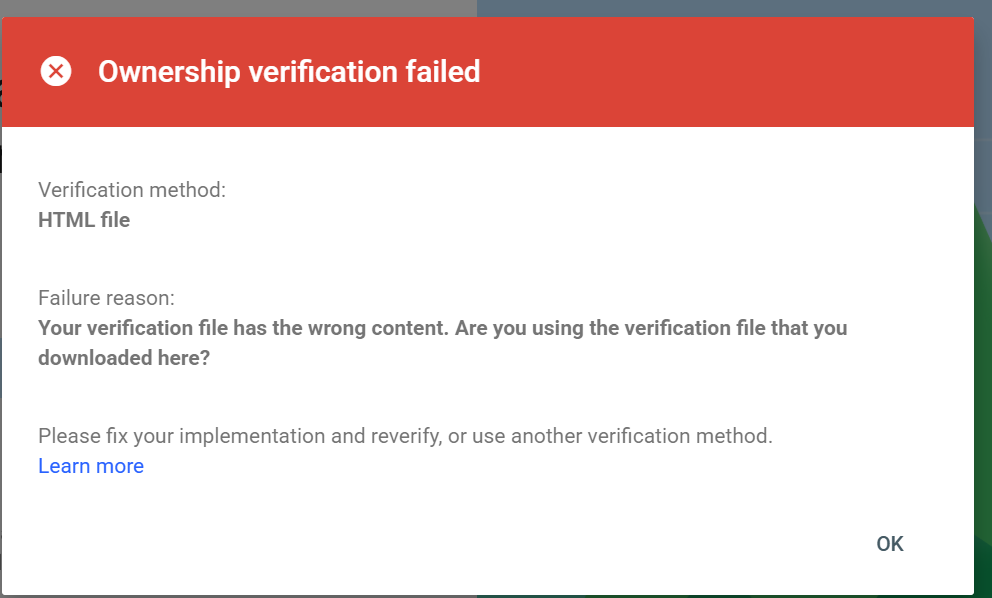 Ownership verification failed
Verification method:
HTML file
Failure reason:
Your verification file has the wrong content. Are you using the verification file that you
downloaded here?
Please fix your implementation and reverify, or use another verification method.
Learn more
OK